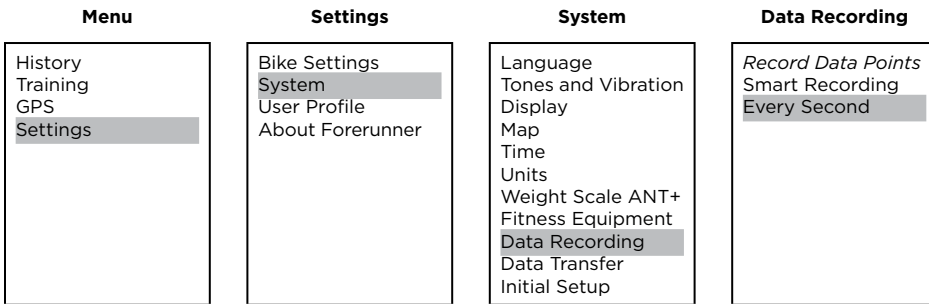 Menu
History
Training
GPS
Settings
Settings
Bike Settings
System
User Profile
About Forerunner
System
Language
Tones and Vibration
Display
Map
Time
Units
Weight Scale ANT+
Fitness Equipment
Data Recording
Data Transfer
Initial Setup
Data Recording
Record Data Points
Smart Recording
Every Second